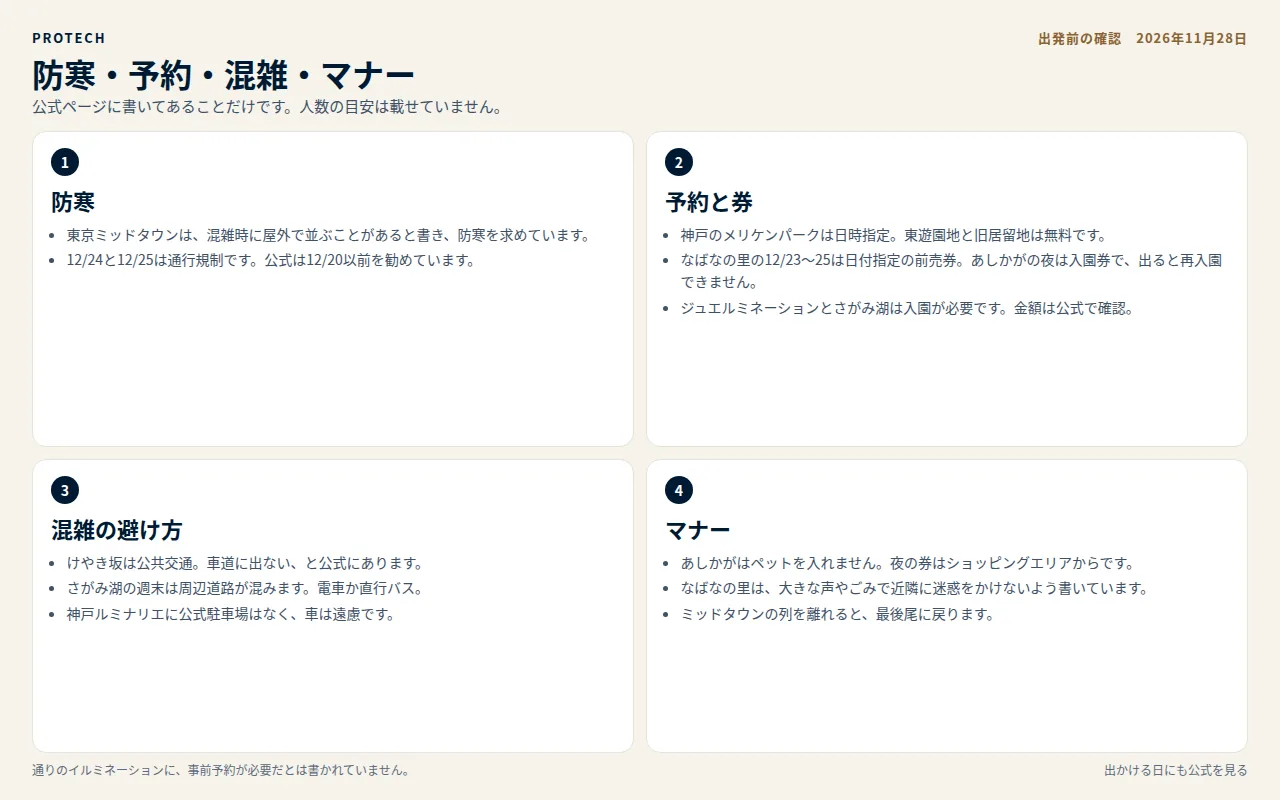 PROTECH
出発前の確認　2026年11月28日
防寒・予約・混雑・マナー
公式ページに書いてあることだけです。人数の目安は載せていません。
1
防寒
• 東京ミッドタウンは、混雑時に屋外で並ぶことがあると書き、防寒を求めています。
• 12/24と12/25は通行規制です。公式は12/20以前を勧めています。
2
予約と券
• 神戸のメリケンパークは日時指定。東遊園地と旧居留地は無料です。
• なばなの里の12/23〜25は日付指定の前売券。あしかがの夜は入園券で、出ると再入園
できません。
• ジュエルミネーションとさがみ湖は入園が必要です。金額は公式で確認。
3
混雑の避け方
• けやき坂は公共交通。車道に出ない、と公式にあります。
• さがみ湖の週末は周辺道路が混みます。電車か直行バス。
• 神戸ルミナリエに公式駐車場はなく、車は遠慮です。
4
マナー
• あしかがはペットを入れません。夜の券はショッピングエリアからです。
• なばなの里は、大きな声やごみで近隣に迷惑をかけないよう書いています。
• ミッドタウンの列を離れると、最後尾に戻ります。
通りのイルミネーションに、事前予約が必要だとは書かれていません。
出かける日にも公式を見る